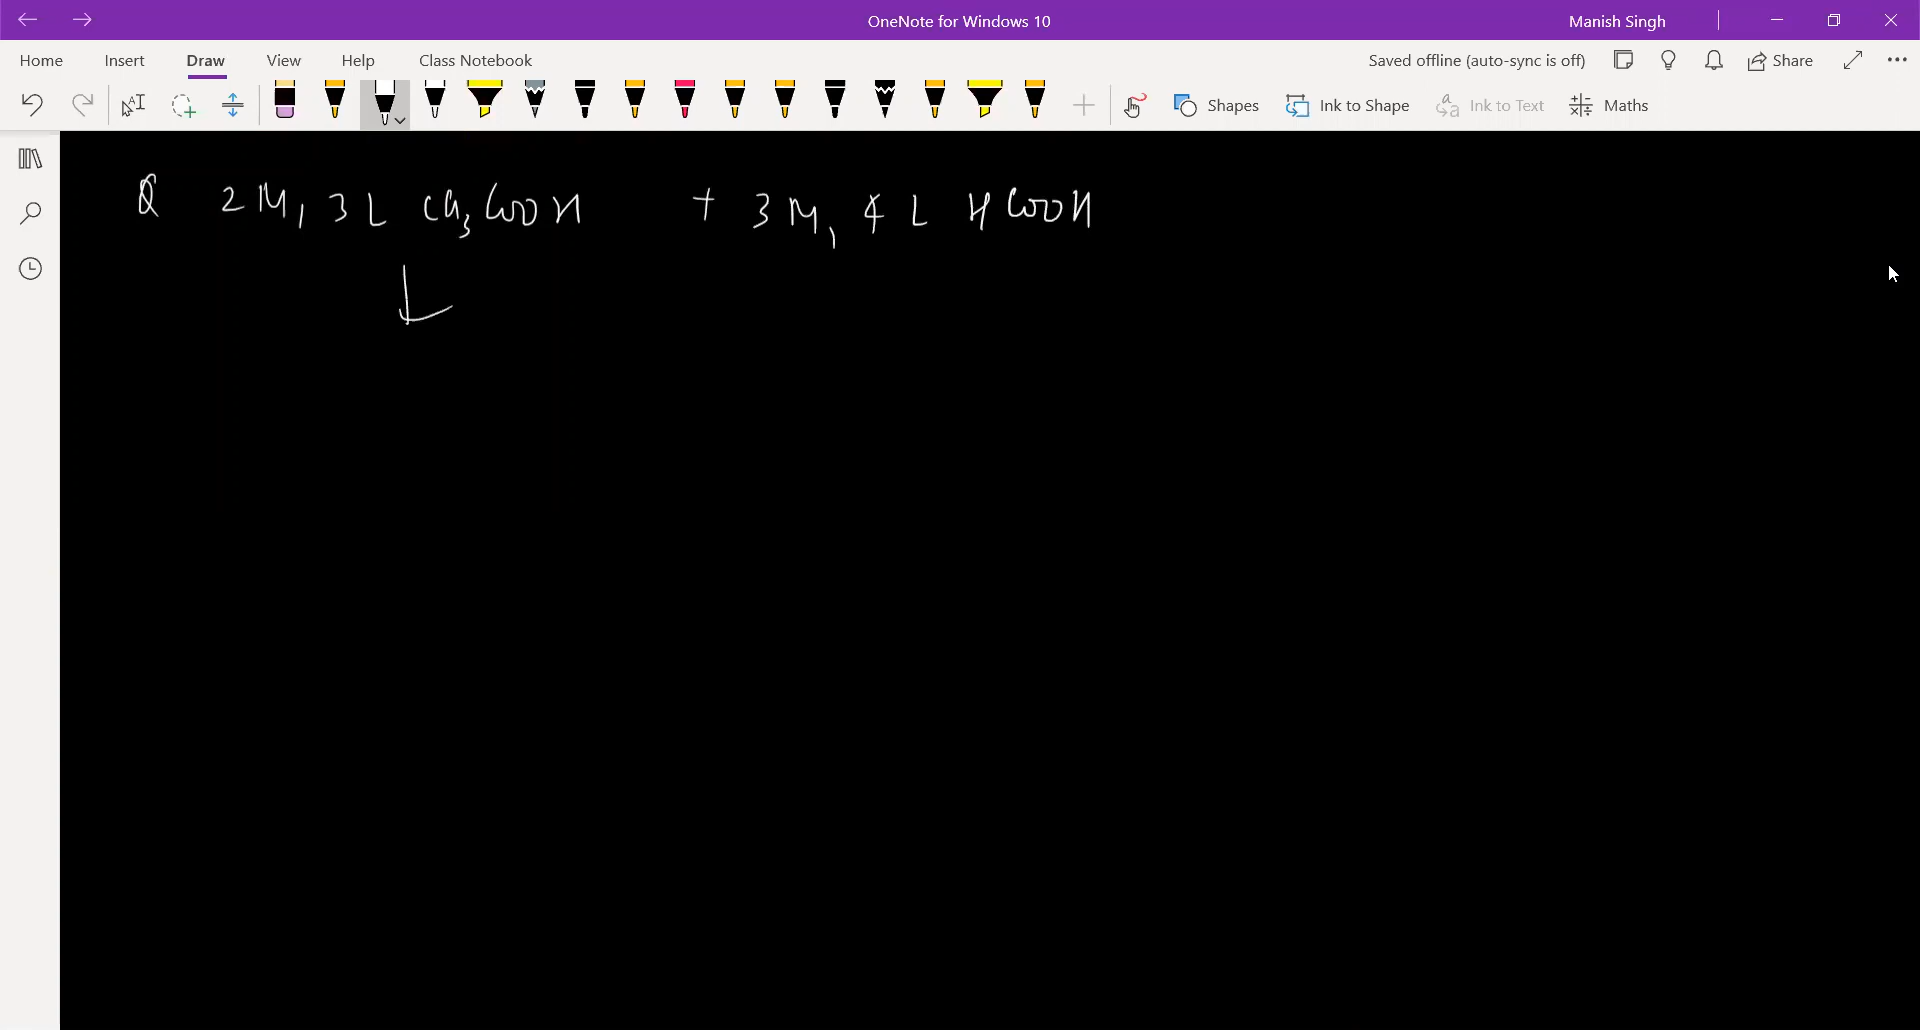 OneNote for Windows 10
Manish Singh
Home Insert Draw View Help Class Notebook
Saved offline (auto-sync is off) Share
Shapes Ink to Shape Ink to Text Maths
Q 2M, 3L CH3COOH + 3M, 4L HCOOH